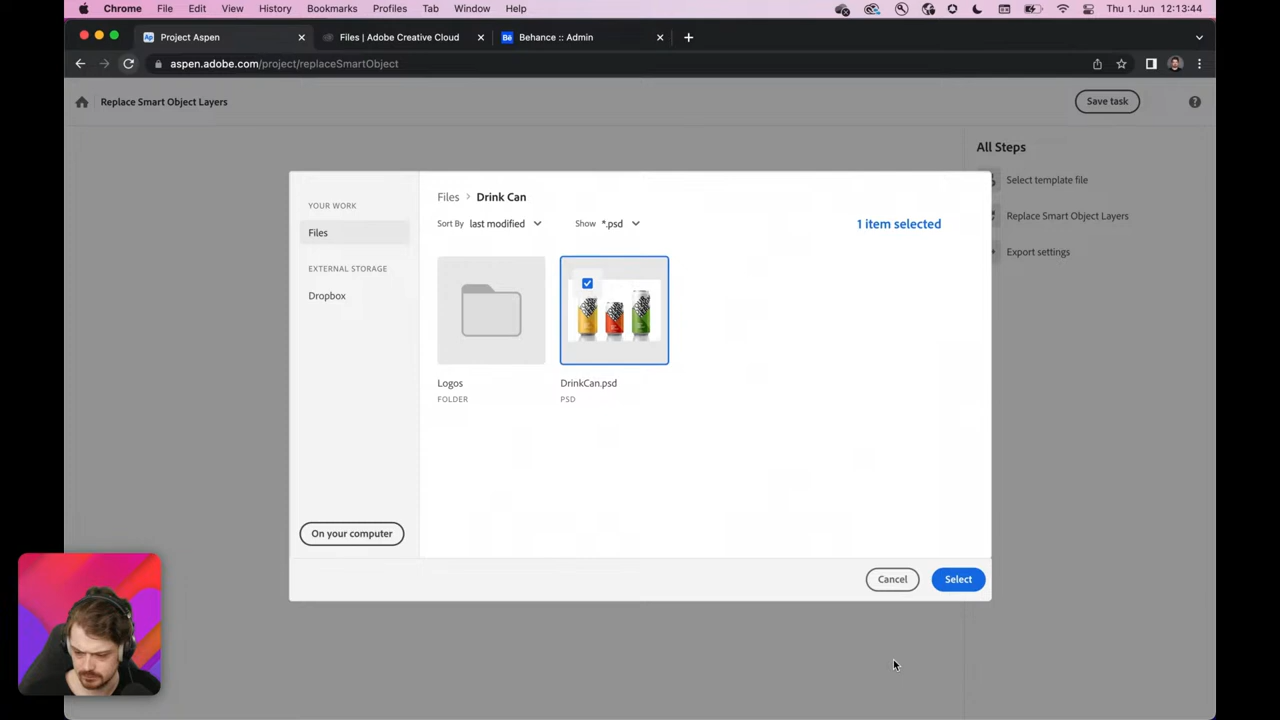 Chrome File Edit View History Bookmarks Profiles Tab Window Help Thu 1. Jun. 12:13:44
Ap Project Aspen Files | Adobe Creative Cloud Bē Behance :: Admin
aspen.adobe.com/project/replaceSmartObject
Replace Smart Object Layers Save task
All Steps
Select template file
Replace Smart Object Layers
Export settings
YOUR WORK
Files
EXTERNAL STORAGE
Dropbox
On your computer
Files > Drink Can
Sort By last modified Show *.psd 1 item selected
Logos DrinkCan.psd
FOLDER PSD
Cancel Select